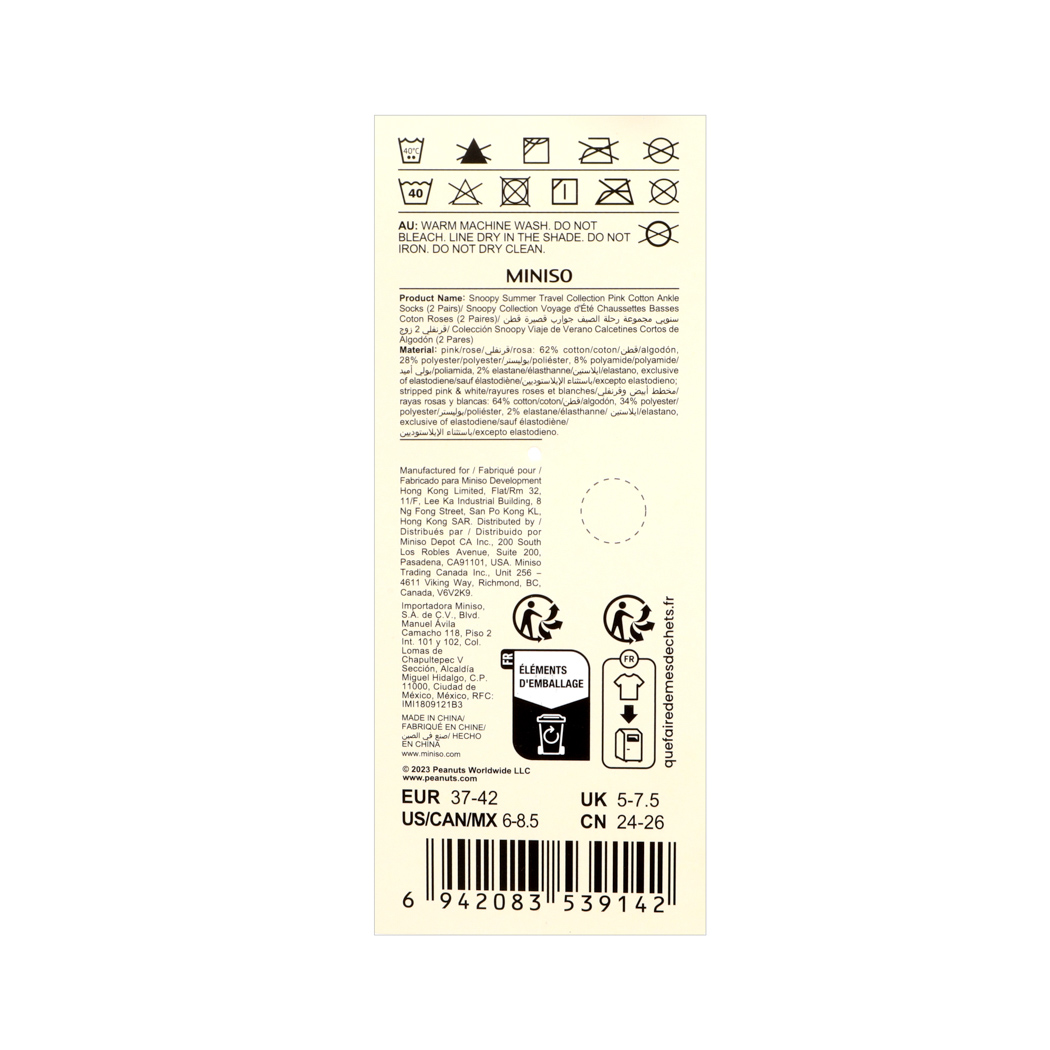 40°C
40
AU: WARM MACHINE WASH. DO NOT
BLEACH. LINE DRY IN THE SHADE. DO NOT
IRON. DO NOT DRY CLEAN.
MINISO
Product Name: Snoopy Summer Travel Collection Pink Cotton Ankle
Socks (2 Pairs)/ Snoopy Collection Voyage d'Été Chaussettes Basses
Coton Roses (2 Paires)/ سنوبي مجموعة رحلة الصيف جوارب قصيرة قطن
قرنفلي 2 زوج/ Colección Snoopy Viaje de Verano Calcetines Cortos de
Algodón (2 Pares)
Material: pink/rose/قرنفلي/rosa: 62% cotton/coton/قطن/algodón,
28% polyester/polyester/بوليستر/poliéster, 8% polyamide/polyamide/
بولي أميد/poliamida, 2% elastane/élasthanne/ايلاستين/elastano, exclusive
of elastodiene/sauf élastodiène/باستثناء الإيلاستوديين/excepto elastodieno;
stripped pink & white/rayures roses et blanches/مخطط أبيض وقرنفلي/
rayas rosas y blancas: 64% cotton/coton/قطن/algodón, 34% polyester/
polyester/بوليستر/poliéster, 2% elastane/élasthanne/ ايلاستين/elastano,
exclusive of elastodiene/sauf élastodiène/
باستثناء الإيلاستوديين/excepto elastodieno.
Manufactured for / Fabriqué pour /
Fabricado para Miniso Development
Hong Kong Limited, Flat/Rm 32,
11/F, Lee Ka Industrial Building, 8
Ng Fong Street, San Po Kong KL,
Hong Kong SAR. Distributed by /
Distribués par / Distribuido por
Miniso Depot CA Inc., 200 South
Los Robles Avenue, Suite 200,
Pasadena, CA91101, USA. Miniso
Trading Canada Inc., Unit 256 –
4611 Viking Way, Richmond, BC,
Canada, V6V2K9.
Importadora Miniso,
S.A. de C.V., Blvd.
Manuel Ávila
Camacho 118, Piso 2
Int. 101 y 102, Col.
Lomas de
Chapultepec V
Sección, Alcaldía
Miguel Hidalgo, C.P.
11000, Ciudad de
México, México, RFC:
IMI1809121B3
MADE IN CHINA/
FABRIQUÉ EN CHINE/
صنع في الصين/ HECHO
EN CHINA
www.miniso.com
FR
ÉLÉMENTS
D'EMBALLAGE
FR
quefairedemesdechets.fr
© 2023 Peanuts Worldwide LLC
www.peanuts.com
EUR 37-42
UK 5-7.5
US/CAN/MX 6-8.5
CN 24-26
6 942083 539142